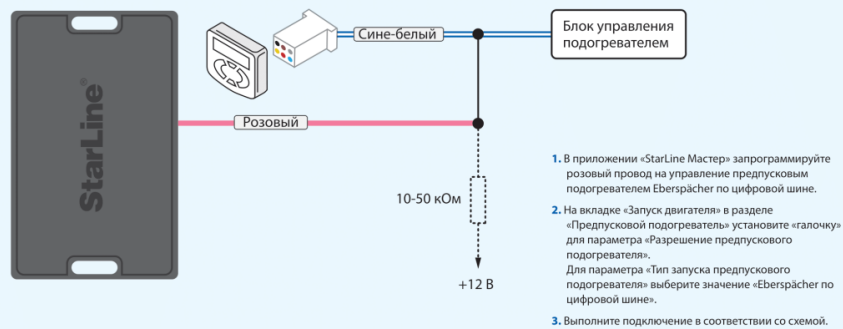 Сине-белый
Блок управления
подогревателем
StarLine®
Розовый
10-50 кОм
+12 В
1. В приложении «StarLine Мастер» запрограммируйте
розовый провод на управление предпусковым
подогревателем Eberspächer по цифровой шине.
2. На вкладке «Запуск двигателя» в разделе
«Предпусковой подогреватель» установите «галочку»
для параметра «Разрешение предпускового
подогревателя».
Для параметра «Тип запуска предпускового
подогревателя» выберите значение «Eberspächer по
цифровой шине».
3. Выполните подключение в соответствии со схемой.